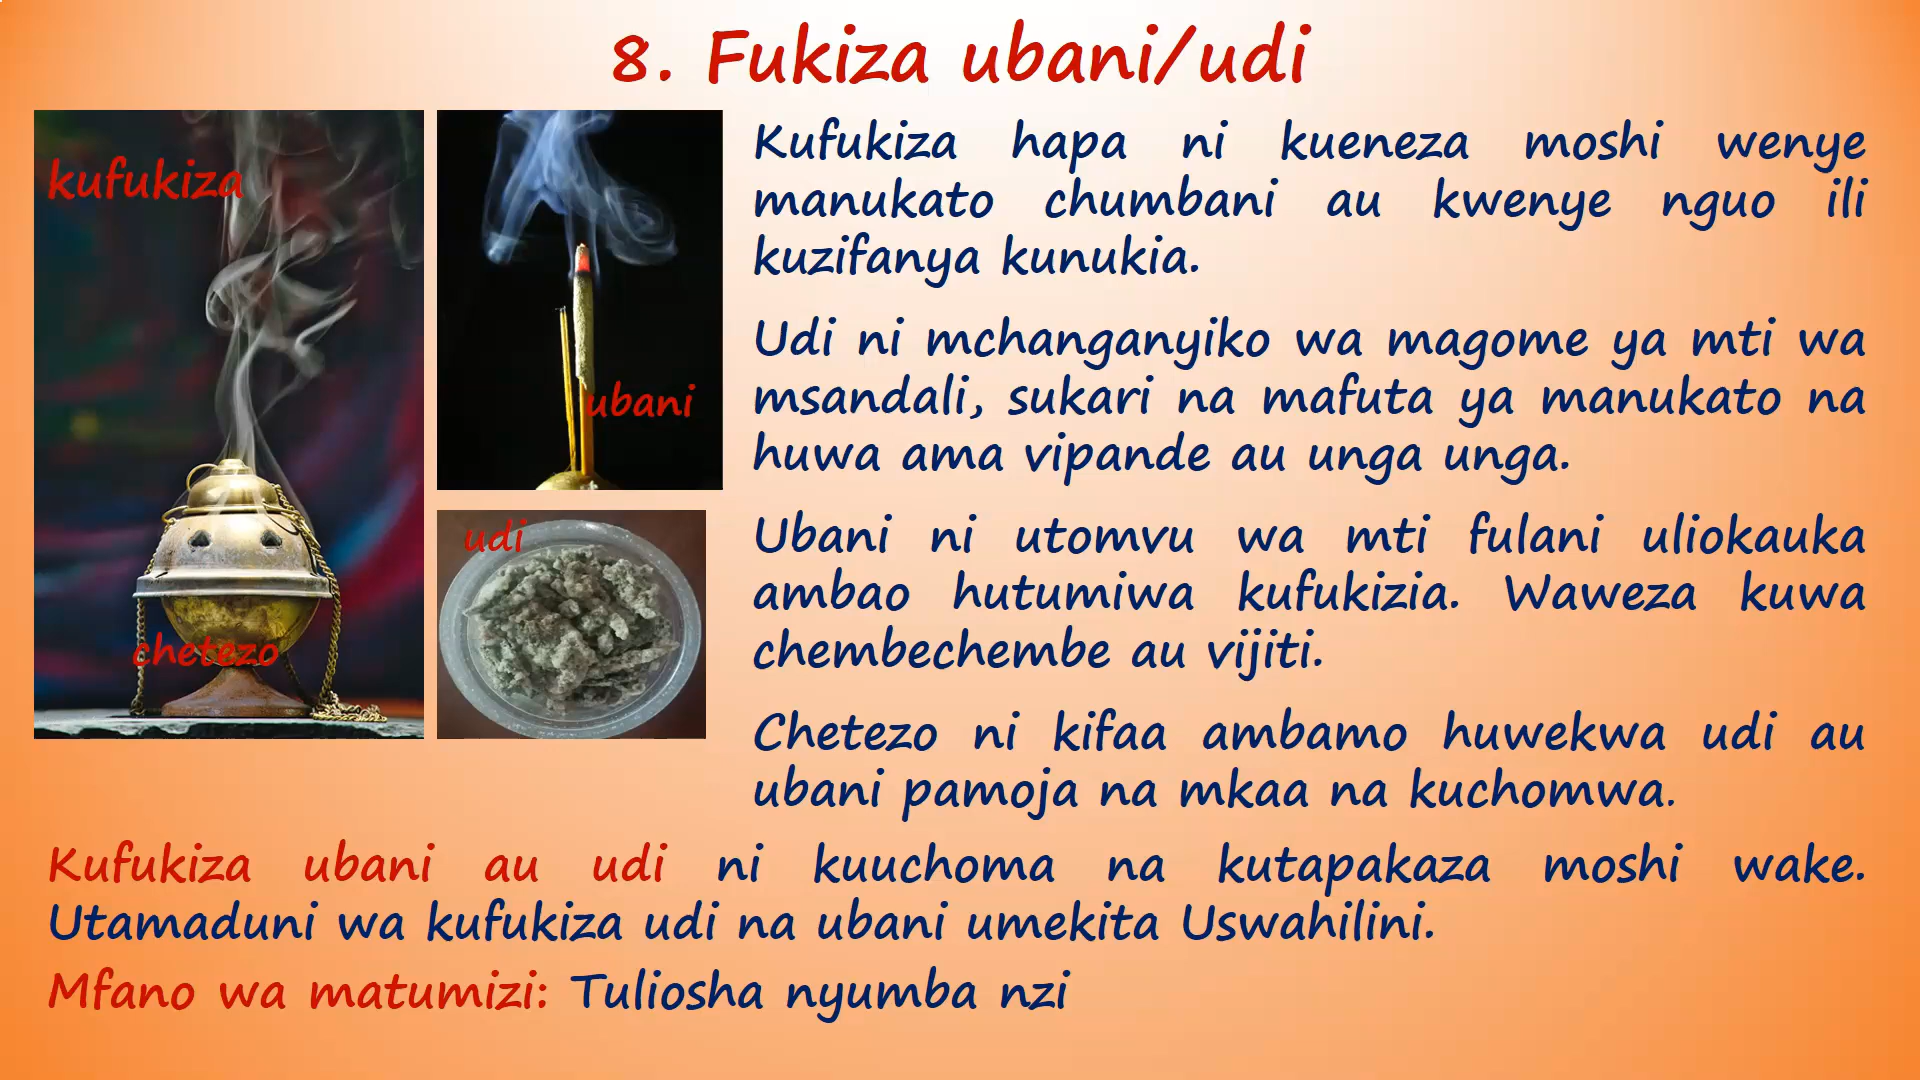 8. Fukiza ubani/udi
kufukiza
ubani
udi
chetezo
Kufukiza hapa ni kueneza moshi wenye
manukato chumbani au kwenye nguo ili
kuzifanya kunukia.
Udi ni mchanganyiko wa magome ya mti wa
msandali, sukari na mafuta ya manukato na
huwa ama vipande au unga unga.
Ubani ni utomvu wa mti fulani uliokauka
ambao hutumiwa kufukizia. Waweza kuwa
chembechembe au vijiti.
Chetezo ni kifaa ambamo huwekwa udi au
ubani pamoja na mkaa na kuchomwa.
Kufukiza ubani au udi ni kuuchoma na kutapakaza moshi wake.
Utamaduni wa kufukiza udi na ubani umekita Uswahilini.
Mfano wa matumizi: Tuliosha nyumba nzi